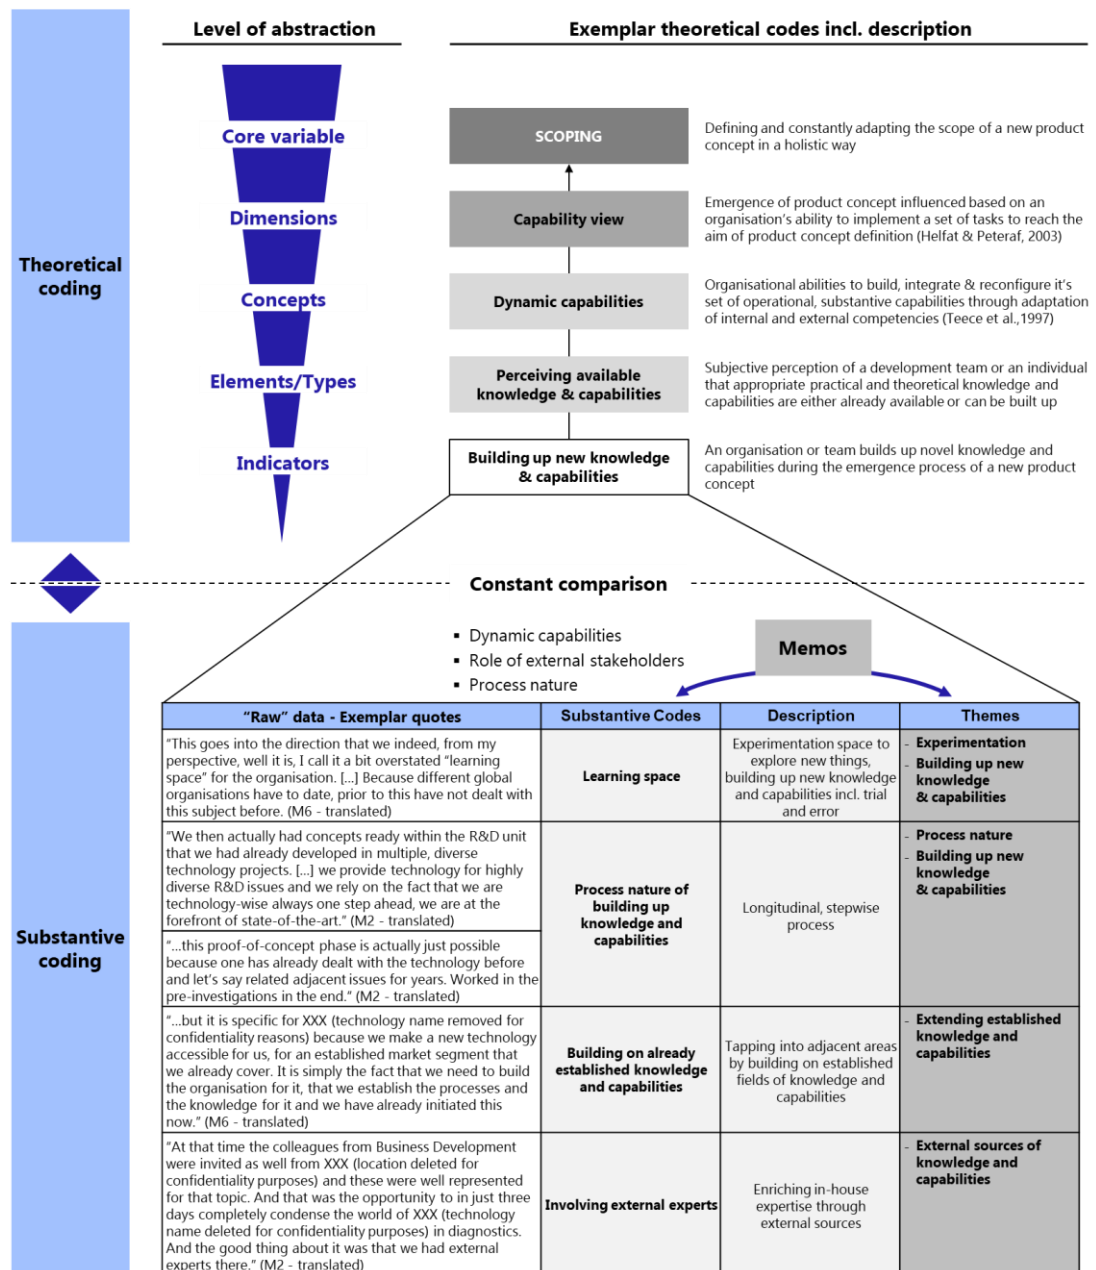 Level of abstraction
Exemplar theoretical codes incl. description
Theoretical
coding
Core variable
Dimensions
Concepts
Elements/Types
Indicators
SCOPING
Defining and constantly adapting the scope of a new product
concept in a holistic way
Capability view
Emergence of product concept influenced based on an
organisation's ability to implement a set of tasks to reach the
aim of product concept definition (Helfat & Peteraf, 2003)
Dynamic capabilities
Organisational abilities to build, integrate & reconfigure it's
set of operational, substantive capabilities through adaptation
of internal and external competencies (Teece et al.,1997)
Perceiving available
knowledge & capabilities
Subjective perception of a development team or an individual
that appropriate practical and theoretical knowledge and
capabilities are either already available or can be built up
Building up new knowledge
& capabilities
An organisation or team builds up novel knowledge and
capabilities during the emergence process of a new product
concept
Constant comparison
▪ Dynamic capabilities
▪ Role of external stakeholders
▪ Process nature
Memos
Substantive
coding
"Raw" data - Exemplar quotes
Substantive Codes
Description
Themes
"This goes into the direction that we indeed, from my
perspective, well it is, I call it a bit overstated "learning
space" for the organisation. [...] Because different global
organisations have to date, prior to this have not dealt with
this subject before. (M6 - translated)
Learning space
Experimentation space to
explore new things,
building up new knowledge
and capabilities incl. trial
and error
- Experimentation
- Building up new
knowledge
& capabilities
"We then actually had concepts ready within the R&D unit
that we had already developed in multiple, diverse
technology projects. [...] we provide technology for highly
diverse R&D issues and we rely on the fact that we are
technology-wise always one step ahead, we are at the
forefront of state-of-the-art." (M2 - translated)
"...this proof-of-concept phase is actually just possible
because one has already dealt with the technology before
and let's say related adjacent issues for years. Worked in the
pre-investigations in the end." (M2 - translated)
Process nature of
building up
knowledge and
capabilities
Longitudinal, stepwise
process
- Process nature
- Building up new
knowledge
& capabilities
"...but it is specific for XXX (technology name removed for
confidentiality reasons) because we make a new technology
accessible for us, for an established market segment that
we already cover. It is simply the fact that we need to build
the organisation for it, that we establish the processes and
the knowledge for it and we have already initiated this
now." (M6 - translated)
Building on already
established knowledge
and capabilities
Tapping into adjacent areas
by building on established
fields of knowledge and
capabilities
- Extending established
knowledge and
capabilities
"At that time the colleagues from Business Development
were invited as well from XXX (location deleted for
confidentiality purposes) and these were well represented
for that topic. And that was the opportunity to in just three
days completely condense the world of XXX (technology
name deleted for confidentiality purposes) in diagnostics.
And the good thing about it was that we had external
experts there." (M2 - translated)
Involving external experts
Enriching in-house
expertise through
external sources
- External sources of
knowledge and
capabilities